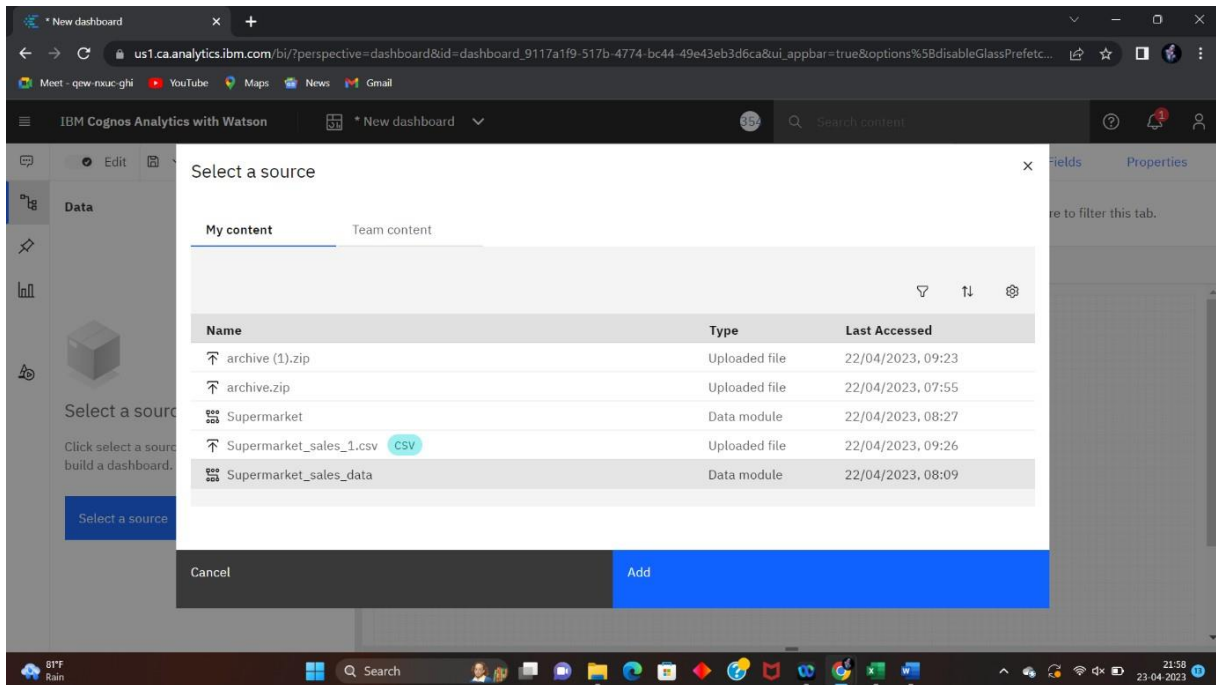 * New dashboard
us1.ca.analytics.ibm.com/bi/?perspective=dashboard&id=dashboard_9117a1f9-517b-4774-bc44-49e43eb3d6ca&ui_appbar=true&options%5BdisableGlassPrefetc...
Meet - qew-nxuc-ghi YouTube Maps News Gmail
IBM Cognos Analytics with Watson * New dashboard 354 Search content 1
Edit Fields Properties
Select a source
Data re to filter this tab.
My content Team content
Name Type Last Accessed
archive (1).zip Uploaded file 22/04/2023, 09:23
archive.zip Uploaded file 22/04/2023, 07:55
Supermarket Data module 22/04/2023, 08:27
Supermarket_sales_1.csv CSV Uploaded file 22/04/2023, 09:26
Supermarket_sales_data Data module 22/04/2023, 08:09
Select a sourc
Click select a sourc
build a dashboard.
Select a source
Cancel Add
81°F
Rain
Search
21:58
23-04-2023